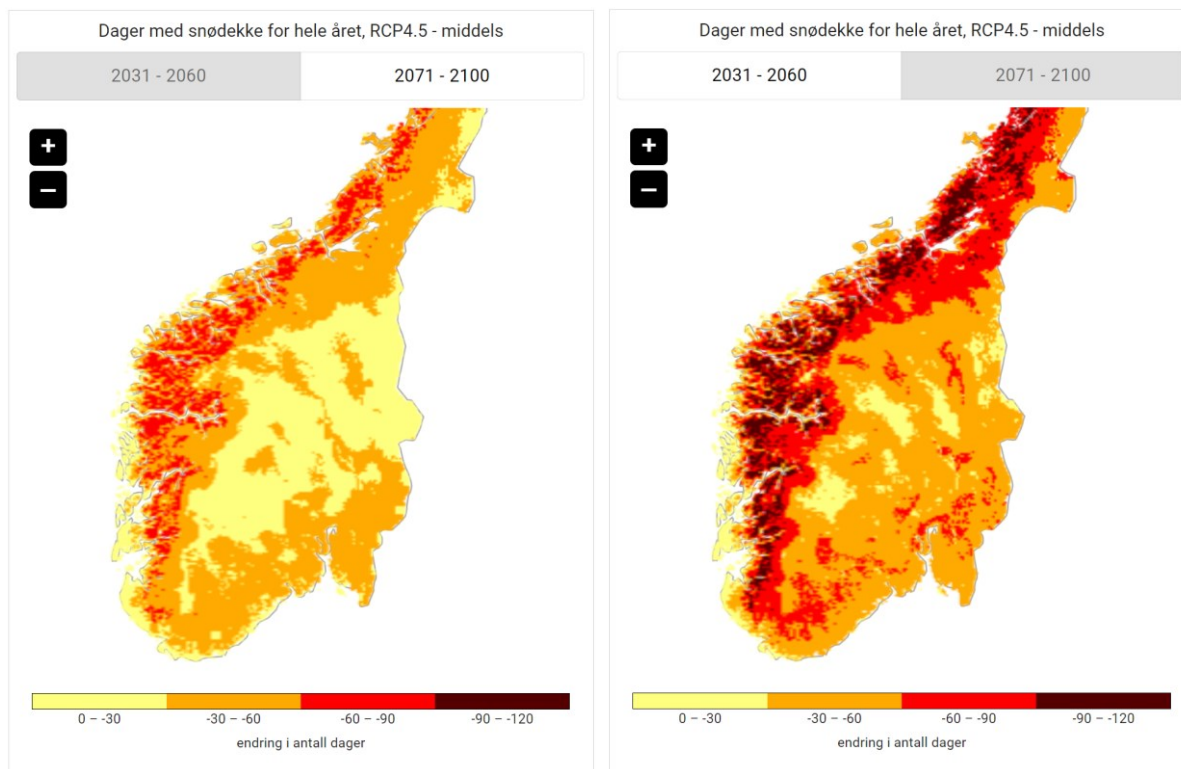 Dager med snødekke for hele året, RCP4.5 - middels
2031 - 2060
2071 - 2100
+
–
0 – -30
-30 – -60
-60 – -90
-90 – -120
endring i antall dager
Dager med snødekke for hele året, RCP4.5 - middels
2031 - 2060
2071 - 2100
+
–
0 – -30
-30 – -60
-60 – -90
-90 – -120
endring i antall dager